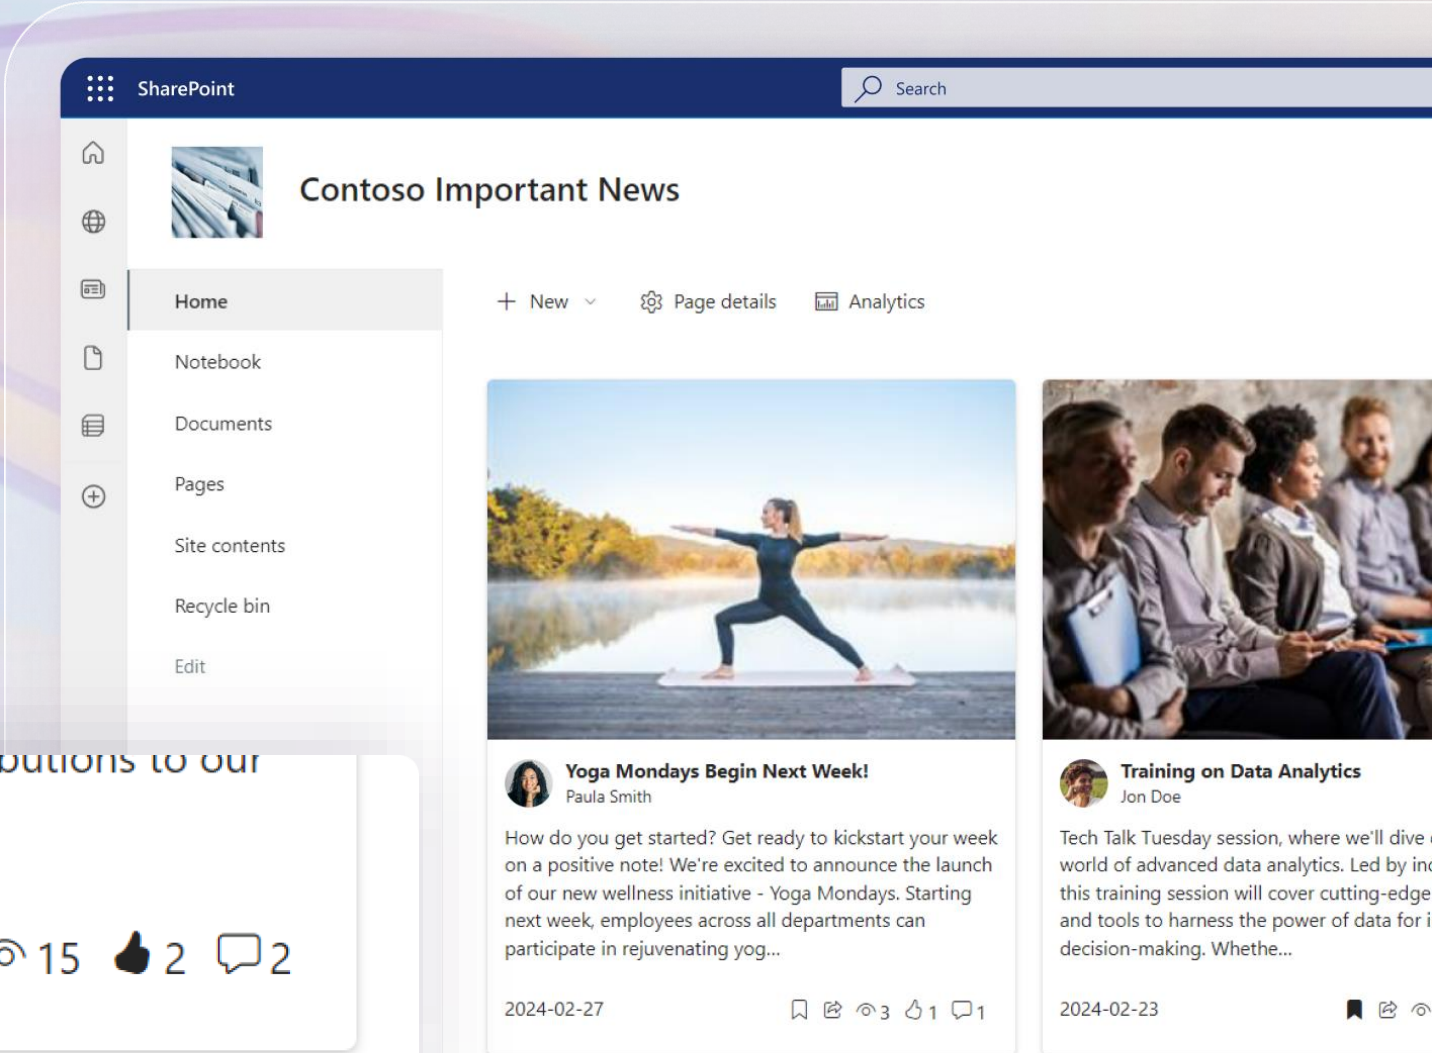 SharePoint
Search
Contoso Important News
Home
Notebook
Documents
Pages
Site contents
Recycle bin
Edit
New
Page details
Analytics
Yoga Mondays Begin Next Week!
Paula Smith
How do you get started? Get ready to kickstart your week
on a positive note! We're excited to announce the launch
of our new wellness initiative - Yoga Mondays. Starting
next week, employees across all departments can
participate in rejuvenating yog...
2024-02-27
3 1 1
Training on Data Analytics
Jon Doe
Tech Talk Tuesday session, where we'll dive
world of advanced data analytics. Led by
this training session will cover cutting-edge
and tools to harness the power of data for
decision-making. Whethe...
2024-02-23
to our
15 2 2